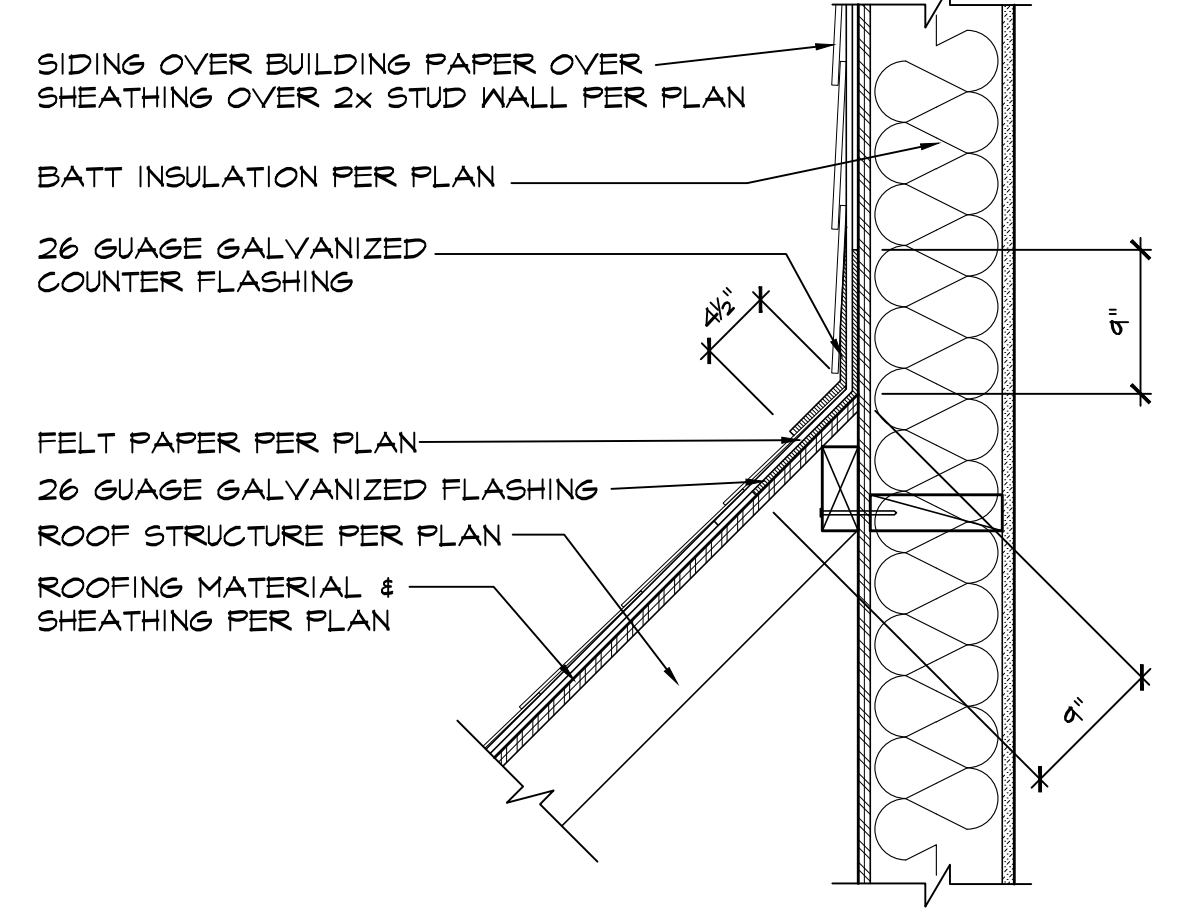 SIDING OVER BUILDING PAPER OVER
SHEATHING OVER 2x STUD WALL PER PLAN
BATT INSULATION PER PLAN
26 GUAGE GALVANIZED
COUNTER FLASHING
4½"
9"
FELT PAPER PER PLAN
26 GUAGE GALVANIZED FLASHING
ROOF STRUCTURE PER PLAN
ROOFING MATERIAL &
SHEATHING PER PLAN
9"